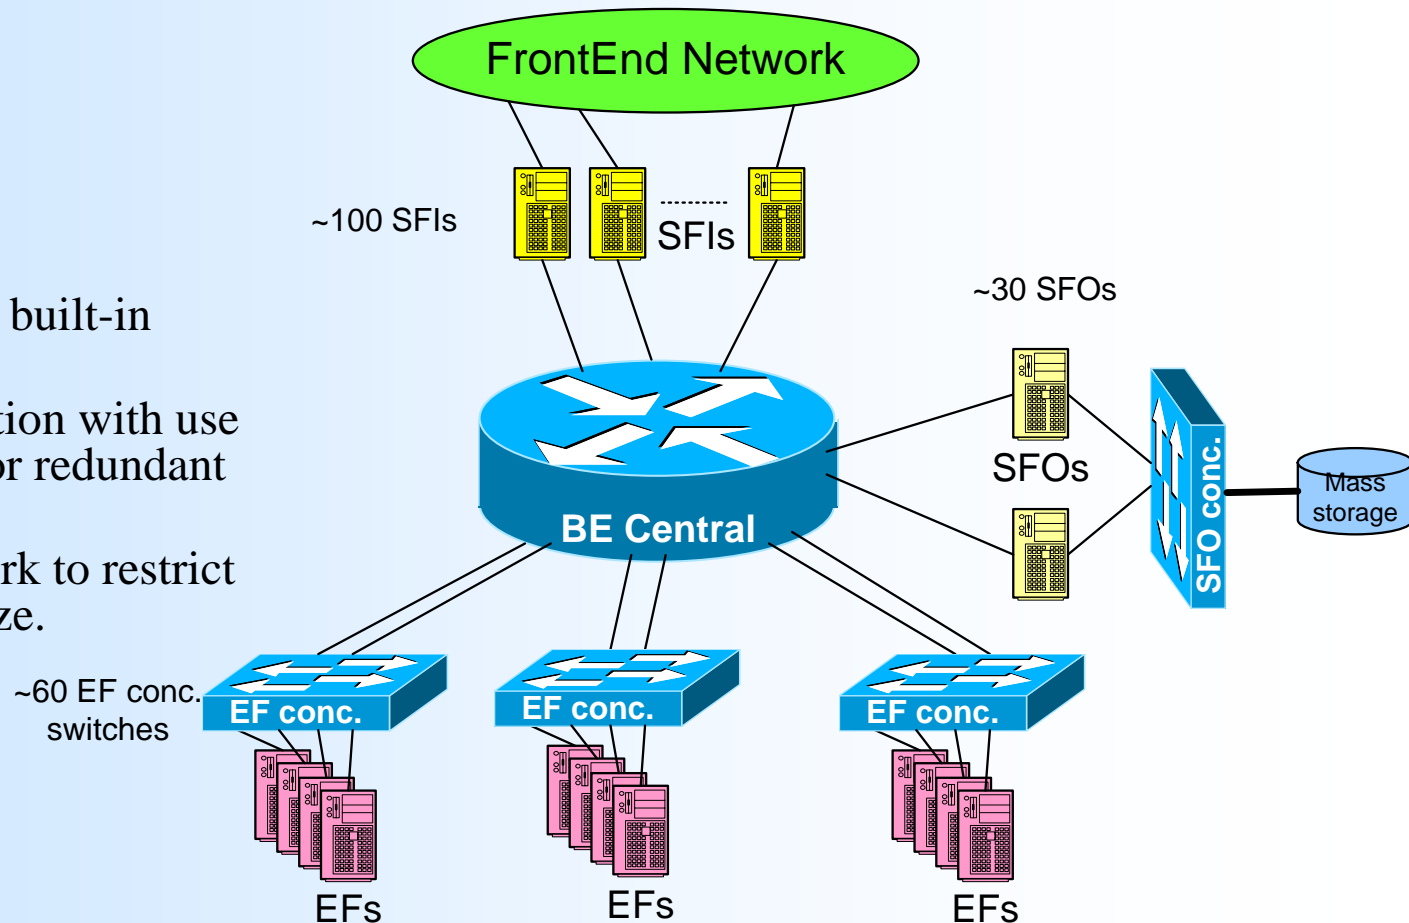 FrontEnd Network
~100 SFIs
SFIs
~30 SFOs
built-in
tion with use
or redundant
rk to restrict
ze.
SFOs
SFO conc.
Mass
storage
BE Central
~60 EF conc.
switches
EF conc.
EF conc.
EF conc.
EFs
EFs
EFs